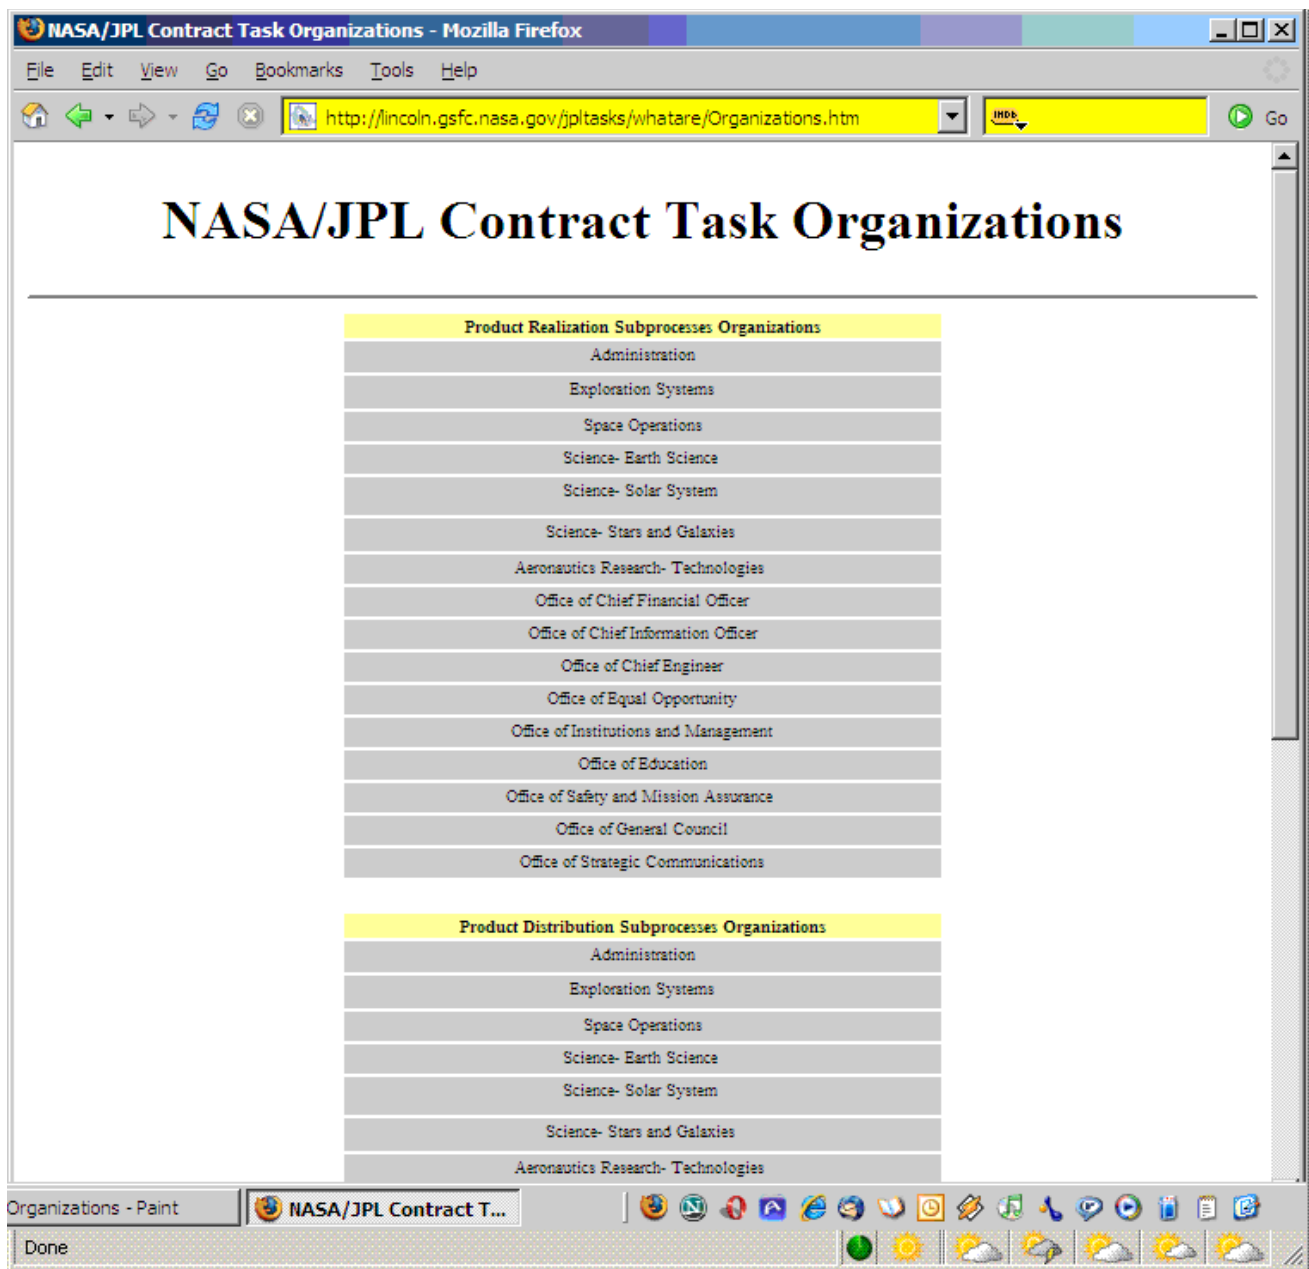 NASA/JPL Contract Task Organizations - Mozilla Firefox
File Edit View Go Bookmarks Tools Help
http://lincoln.gsfc.nasa.gov/jpltasks/whatare/Organizations.htm IMDb Go
NASA/JPL Contract Task Organizations
Product Realization Subprocesses Organizations
Administration
Exploration Systems
Space Operations
Science- Earth Science
Science- Solar System
Science- Stars and Galaxies
Aeronautics Research- Technologies
Office of Chief Financial Officer
Office of Chief Information Officer
Office of Chief Engineer
Office of Equal Opportunity
Office of Institutions and Management
Office of Education
Office of Safety and Mission Assurance
Office of General Council
Office of Strategic Communications
Product Distribution Subprocesses Organizations
Administration
Exploration Systems
Space Operations
Science- Earth Science
Science- Solar System
Science- Stars and Galaxies
Aeronautics Research- Technologies
Organizations - Paint NASA/JPL Contract T...
Done